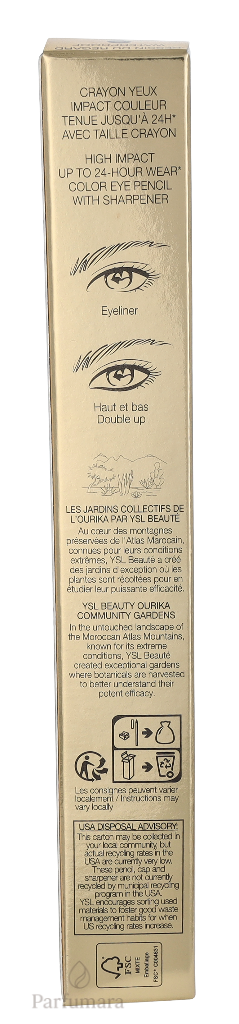 CRAYON YEUX
IMPACT COULEUR
TENUE JUSQU'À 24H*
AVEC TAILLE CRAYON
HIGH IMPACT
UP TO 24-HOUR WEAR*
COLOR EYE PENCIL
WITH SHARPENER
Eyeliner
Haut et bas
Double up
LES JARDINS COLLECTIFS DE
L'OURIKA PAR YSL BEAUTÉ
Au cœur des montagnes
préservées de l'Atlas Marocain,
connues pour leurs conditions
extrêmes, YSL Beauté a créé
des jardins d'exception où les
plantes sont récoltées pour en
étudier leur puissante efficacité.
YSL BEAUTY OURIKA
COMMUNITY GARDENS
In the untouched landscape of
the Moroccan Atlas Mountains,
known for its extreme
conditions, YSL Beauté
created exceptional gardens
where botanicals are harvested
to better understand their
potent efficacy.
Les consignes peuvent varier
localement / Instructions may
vary locally
USA DISPOSAL ADVISORY:
This carton may be collected in
your local community, but
actual recycling rates in the
USA are currently very low.
These pencil, cap and
sharpener are not currently
recycled by municipal recycling
program in the USA.
YSL encourages sorting used
materials to foster good waste
management habits for when
US recycling rates increase.
FSC
MIXTE
Emballage
FSC® C004831
Parfumara